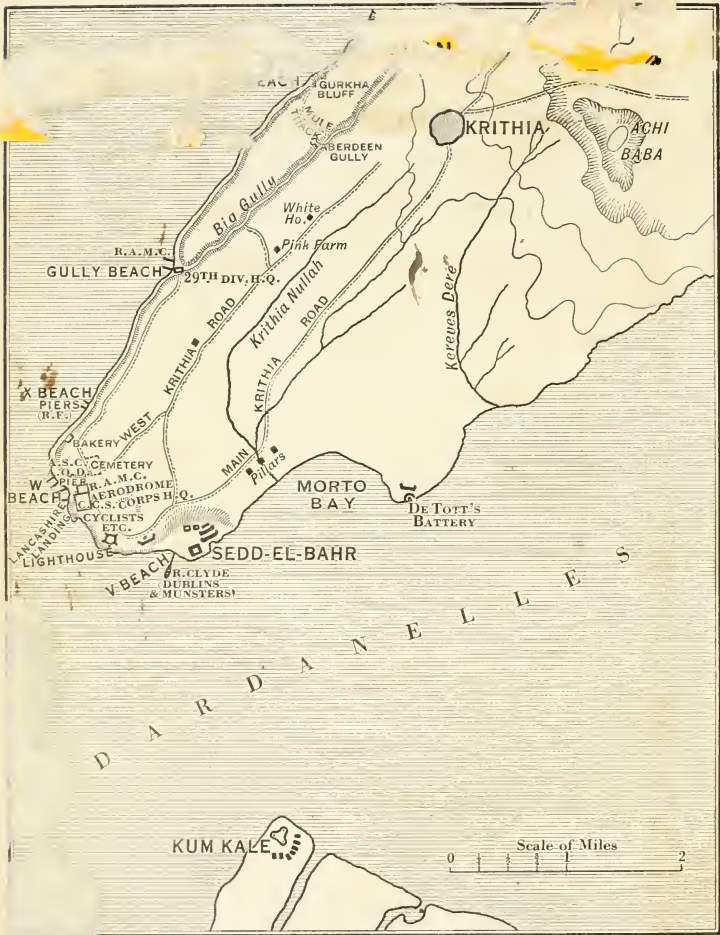 GURKHA
BLUFF
MULE
TRACK
ABERDEEN
GULLY
KRITHIA
ACHI
BABA
Big Gully
White
Ho.
Pink Farm
R.A.M.C.
GULLY BEACH
29TH DIV. H.Q.
Krithia Nullah
WEST KRITHIA ROAD
MAIN KRITHIA ROAD
Kereves Dere
X BEACH
PIERS
(R.E.)
BAKERY
A.S.C.
CEMETERY
O.D.
PIER
R.A.M.C.
W
BEACH
AERODROME
C.C.S. CORPS H.Q.
LANCASHIRE
LANDING
CYCLISTS
ETC.
LIGHTHOUSE
Pillars
MORTO
BAY
DE TOTT'S
BATTERY
SEDD-EL-BAHR
V BEACH
R. CLYDE
(DUBLINS
& MUNSTERS)
DARDANELLES
KUM KALE
Scale of Miles
0 1 2